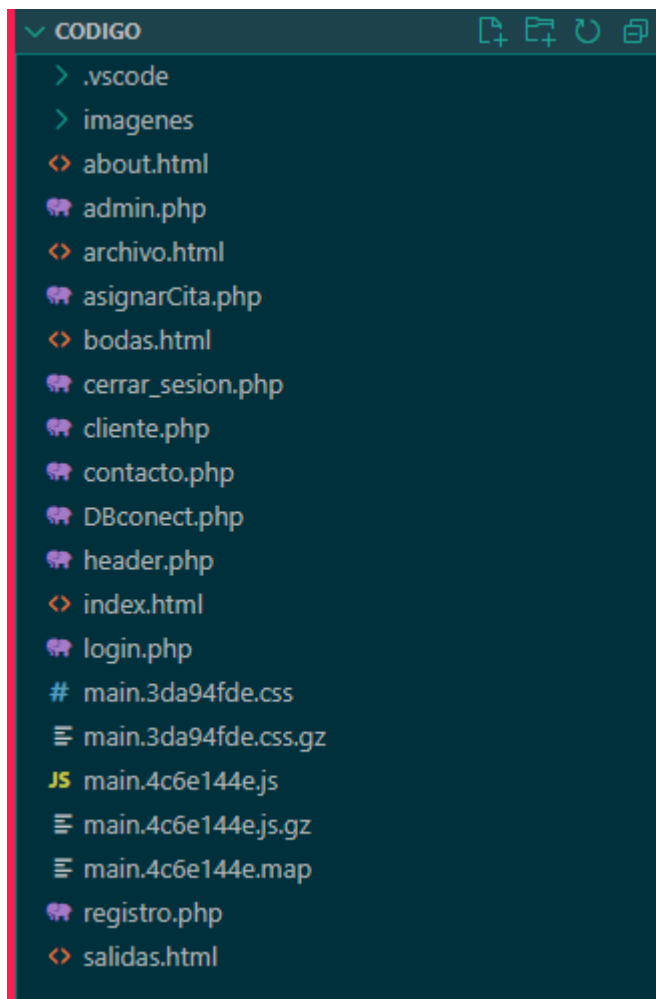 CODIGO
.vscode
imagenes
about.html
admin.php
archivo.html
asignarCita.php
bodas.html
cerrar_sesion.php
cliente.php
contacto.php
DBconect.php
header.php
index.html
login.php
# main.3da94fde.css
main.3da94fde.css.gz
JS main.4c6e144e.js
main.4c6e144e.js.gz
main.4c6e144e.map
registro.php
salidas.html